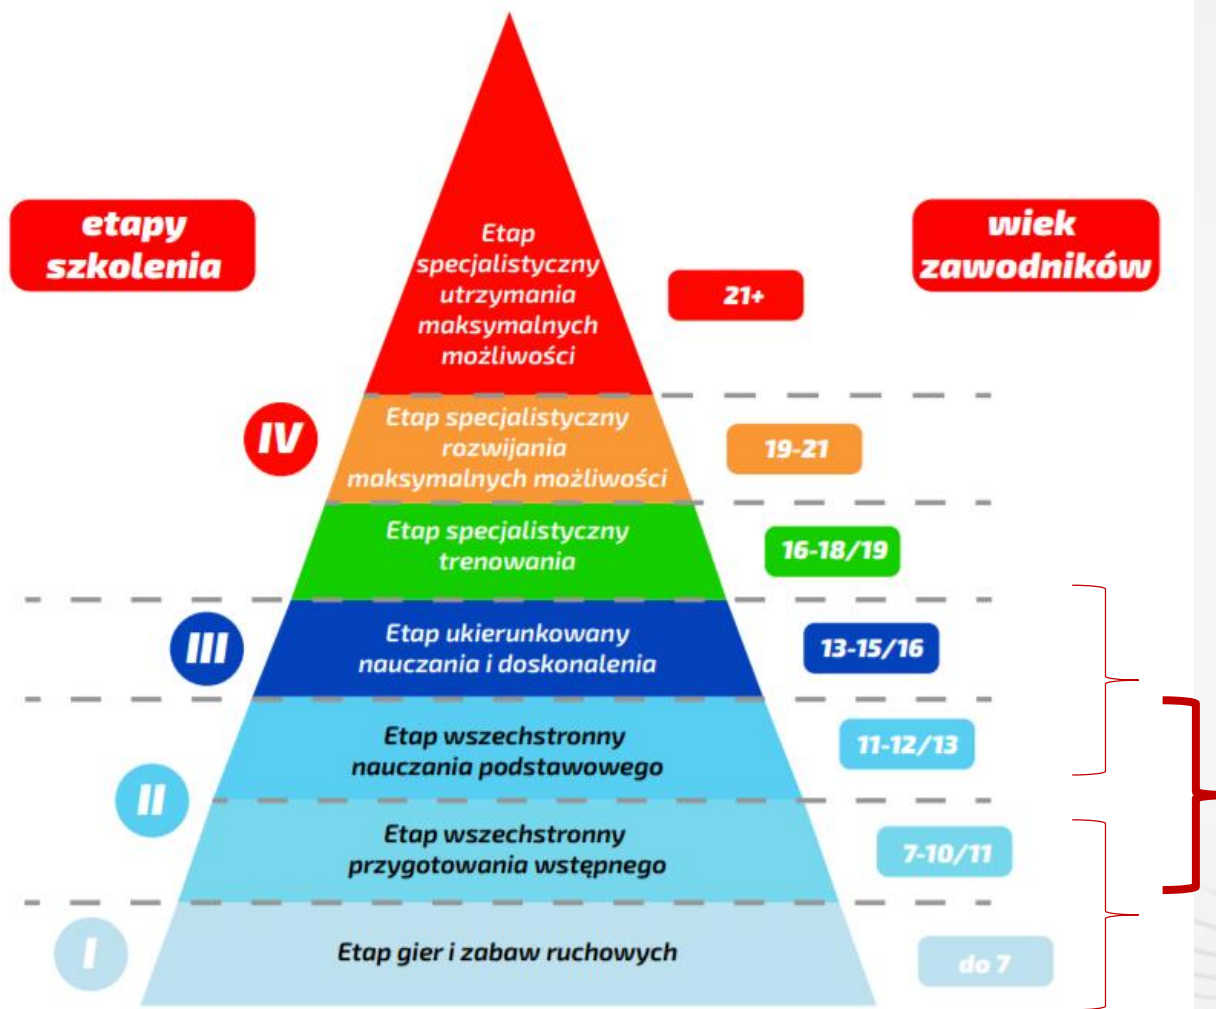 etapy
szkolenia
wiek
zawodników
Etap
specjalistyczny
utrzymania
maksymalnych
możliwości
21+
IV
Etap specjalistyczny
rozwijania
maksymalnych możliwości
19-21
Etap specjalistyczny
trenowania
16-18/19
III
Etap ukierunkowany
nauczania i doskonalenia
13-15/16
II
Etap wszechstronny
nauczania podstawowego
11-12/13
Etap wszechstronny
przygotowania wstępnego
7-10/11
I
Etap gier i zabaw ruchowych
do 7